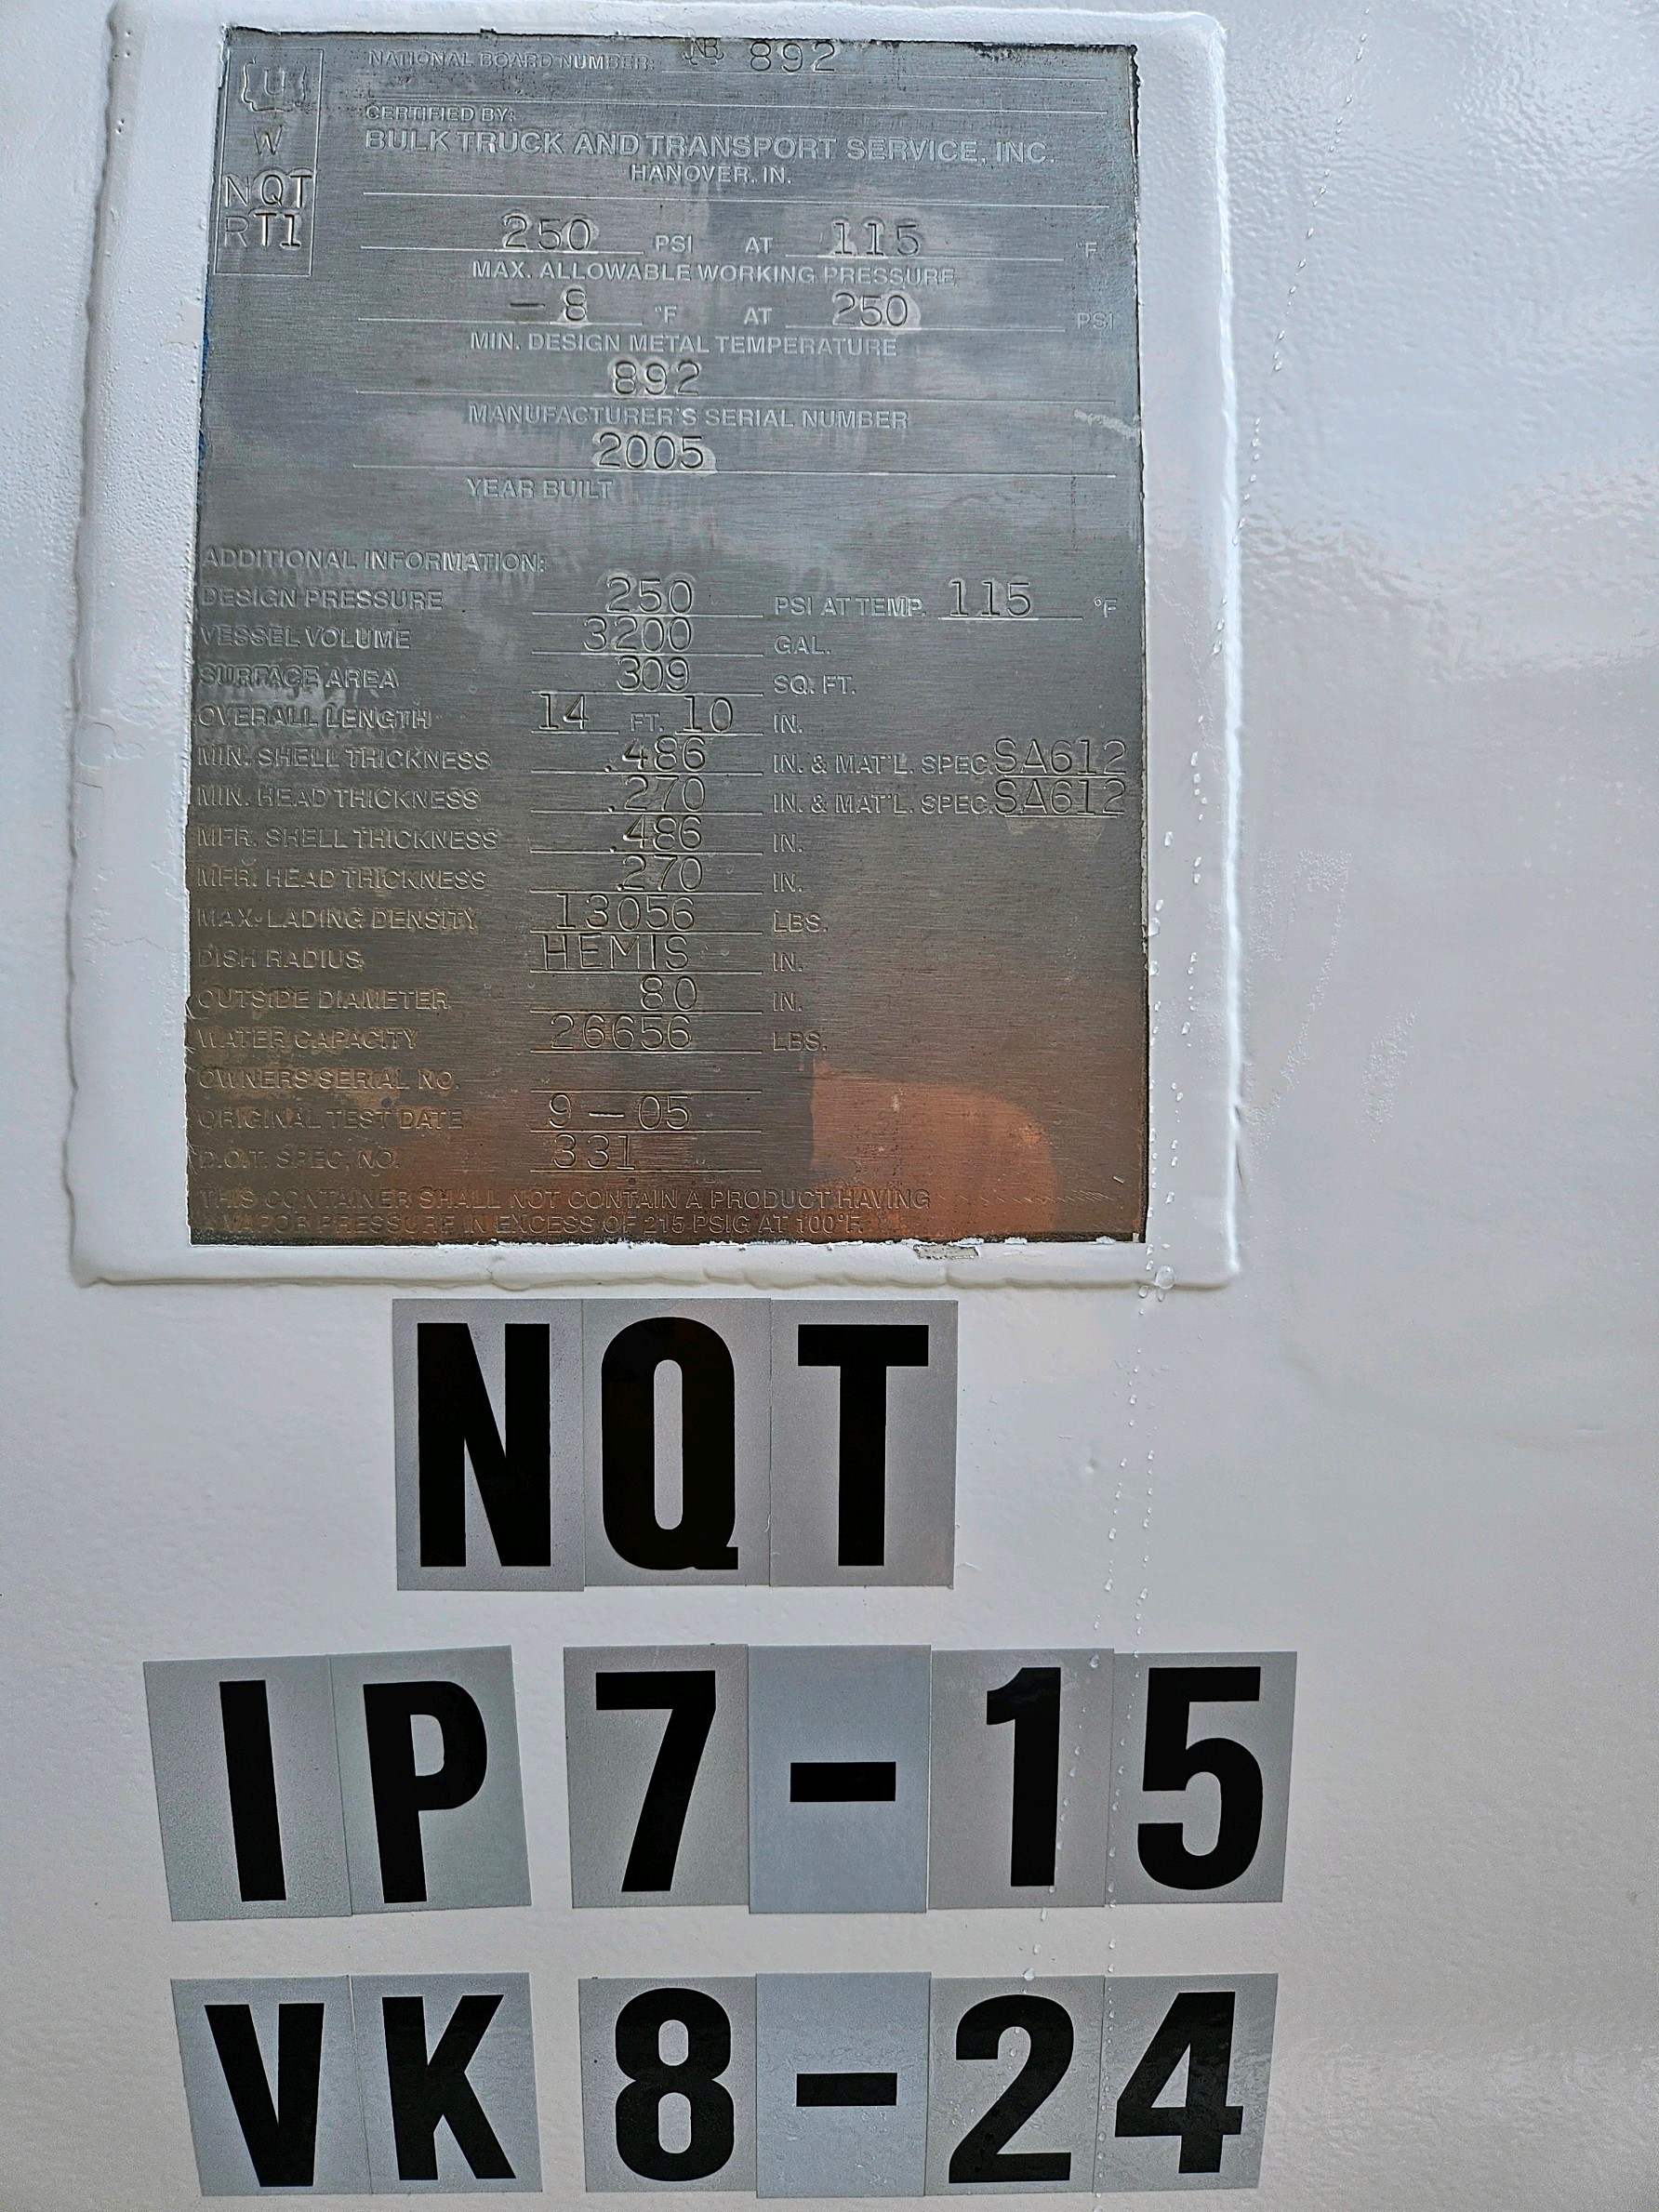 U
W
NQT
RT1
NATIONAL BOARD NUMBER: NB 892
CERTIFIED BY:
BULK TRUCK AND TRANSPORT SERVICE, INC.
HANOVER, IN.
250 PSI AT 115 °F
MAX. ALLOWABLE WORKING PRESSURE
-8 °F AT 250 PSI
MIN. DESIGN METAL TEMPERATURE
892
MANUFACTURER'S SERIAL NUMBER
2005
YEAR BUILT
ADDITIONAL INFORMATION:
DESIGN PRESSURE 250 PSI AT TEMP. 115 °F
VESSEL VOLUME 3200 GAL.
SURFACE AREA 309 SQ. FT.
OVERALL LENGTH 14 FT. 10 IN.
MIN. SHELL THICKNESS .486 IN. & MAT'L. SPEC. SA612
MIN. HEAD THICKNESS .270 IN. & MAT'L. SPEC. SA612
MFR. SHELL THICKNESS .486 IN.
MFR. HEAD THICKNESS .270 IN.
MAX. LADING DENSITY 13056 LBS.
DISH RADIUS HEMIS IN.
OUTSIDE DIAMETER 80 IN.
WATER CAPACITY 26656 LBS.
OWNERS SERIAL NO.
ORIGINAL TEST DATE 9-05
D.O.T. SPEC. NO. 331
THIS CONTAINER SHALL NOT CONTAIN A PRODUCT HAVING
A VAPOR PRESSURE IN EXCESS OF 215 PSIG AT 100°F.
NQT
IP 7-15
VK 8-24